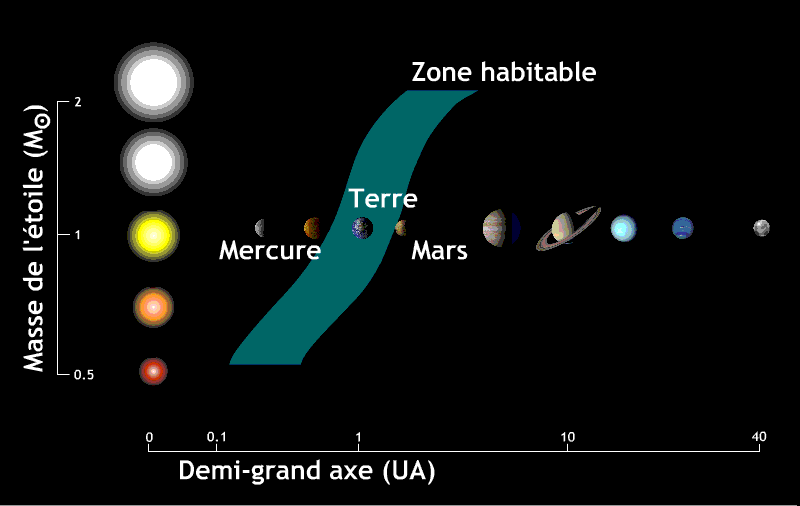 Zone habitable
2
Terre
1
Mercure
Mars
0.5
Masse de l'étoile (M⊙)
0
0.1
1
10
40
Demi-grand axe (UA)